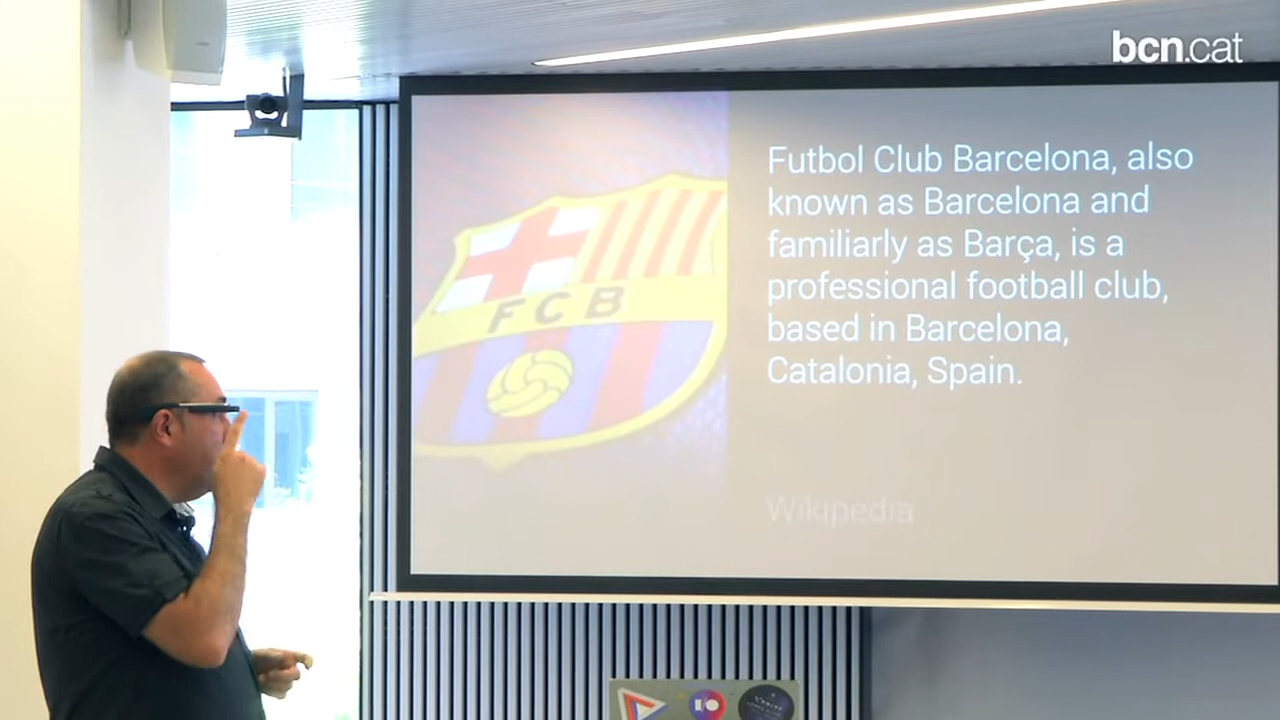 bcn.cat
Futbol Club Barcelona, also
known as Barcelona and
familiarly as Barça, is a
professional football club,
based in Barcelona,
Catalonia, Spain.
Wikipedia
FCB
I/O